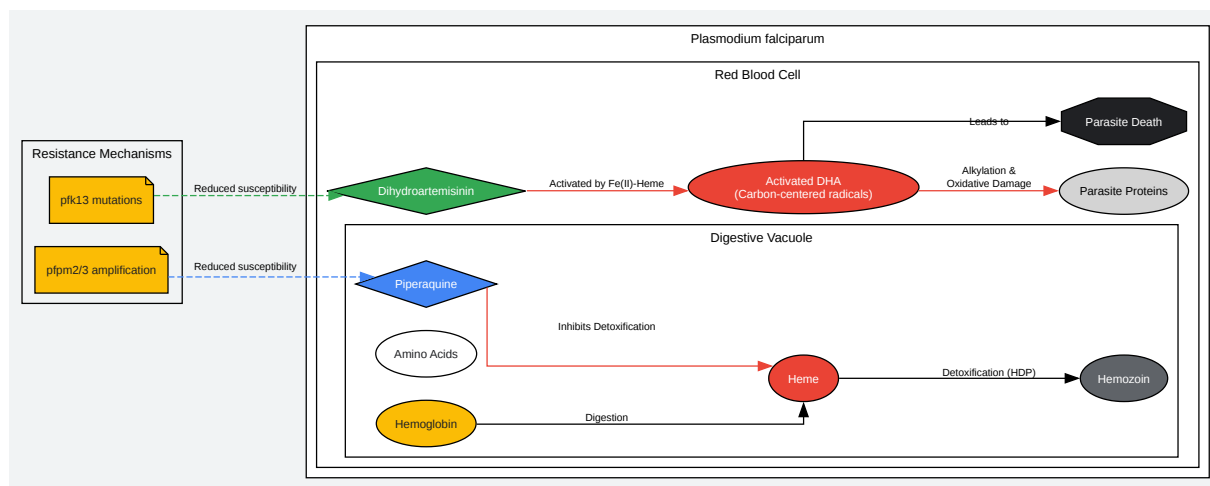 Plasmodium falciparum
Red Blood Cell
Leads to
Parasite Death
Resistance Mechanisms
pfk13 mutations
Reduced susceptibility
Dihydroartemisinin
Activated by Fe(II)-Heme
Activated DHA
(Carbon-centered radicals)
Alkylation &
Oxidative Damage
Parasite Proteins
Digestive Vacuole
pfpm2/3 amplification
Reduced susceptibility
Piperaquine
Inhibits Detoxification
Amino Acids
Heme
Detoxification (HDP)
Hemozoin
Hemoglobin
Digestion